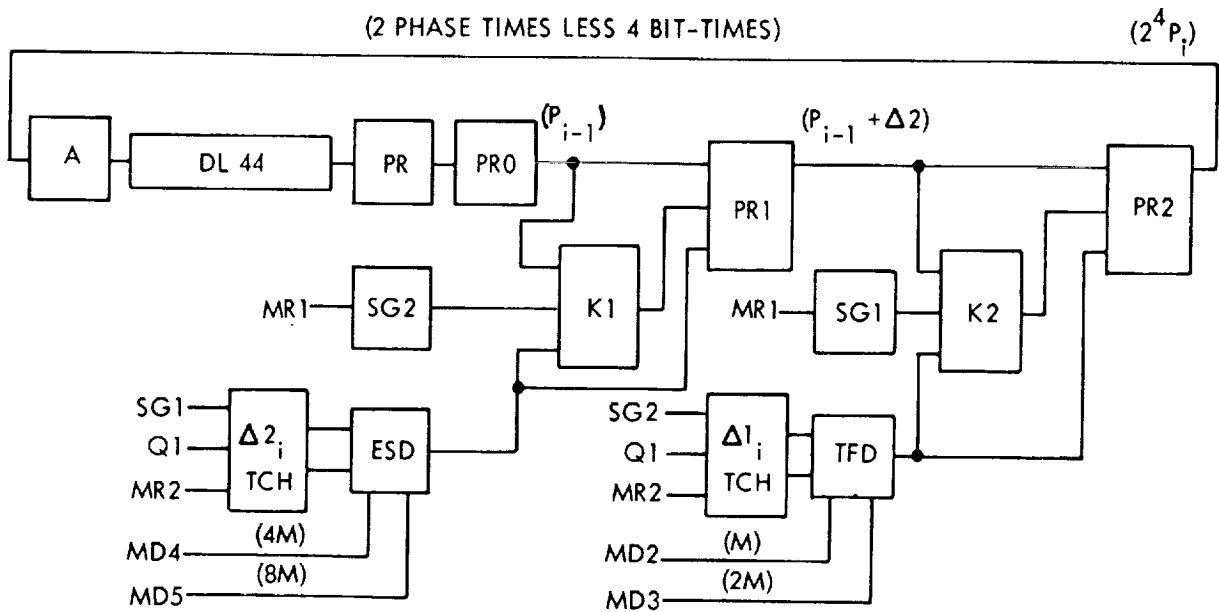 (2 PHASE TIMES LESS 4 BIT-TIMES)
(2⁴Pᵢ)
A
DL 44
PR
PR0
(Pᵢ₋₁)
PR1
(Pᵢ₋₁ + Δ2)
PR2
MR1
SG2
K1
MR1
SG1
K2
SG1
Q1
MR2
Δ2ᵢ
TCH
ESD
SG2
Q1
MR2
Δ1ᵢ
TCH
TFD
MD4
(4M)
MD5
(8M)
MD2
(M)
MD3
(2M)